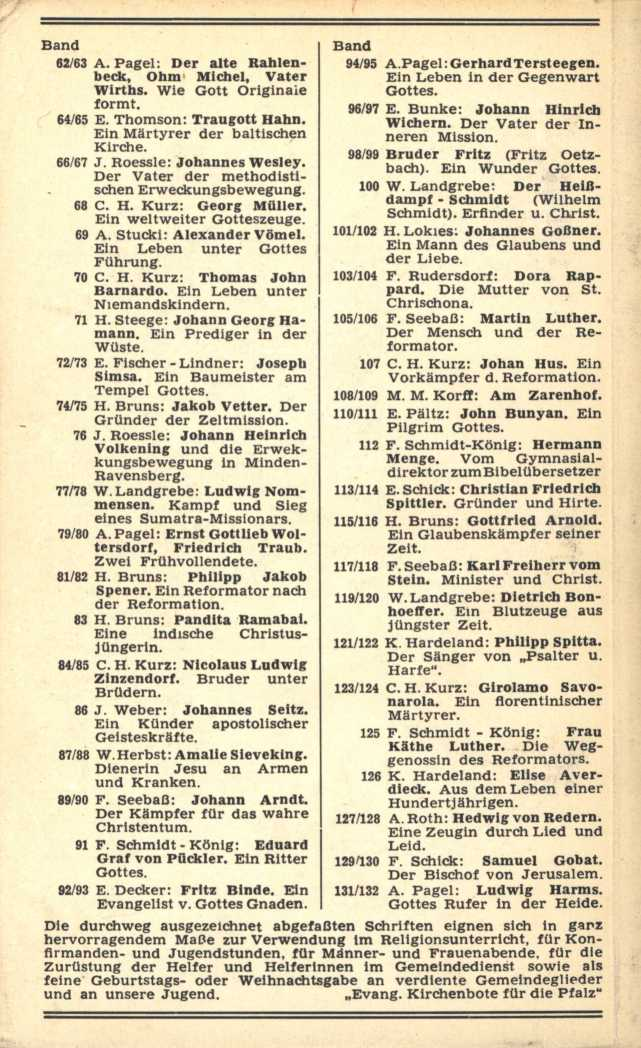 Band
62/63 A. Pagel: Der alte Rahlen-
beck, Ohm Michel, Vater
Wirths. Wie Gott Originale
formt.
64/65 E. Thomson: Traugott Hahn.
Ein Märtyrer der baltischen
Kirche.
66/67 J. Roessle: Johannes Wesley.
Der Vater der methodisti-
schen Erweckungsbewegung.
68 C. H. Kurz: Georg Müller.
Ein weltweiter Gotteszeuge.
69 A. Stucki: Alexander Vömel.
Ein Leben unter Gottes
Führung.
70 C. H. Kurz: Thomas John
Barnardo. Ein Leben unter
Niemandskindern.
71 H. Steege: Johann Georg Ha-
mann. Ein Prediger in der
Wüste.
72/73 E. Fischer-Lindner: Joseph
Simsa. Ein Baumeister am
Tempel Gottes.
74/75 H. Bruns: Jakob Vetter. Der
Gründer der Zeltmission.
76 J. Roessle: Johann Heinrich
Volkening und die Erwek-
kungsbewegung in Minden-
Ravensberg.
77/78 W. Landgrebe: Ludwig Nom-
mensen. Kampf und Sieg
eines Sumatra-Missionars.
79/80 A. Pagel: Ernst Gottlieb Wol-
tersdorf, Friedrich Traub.
Zwei Frühvollendete.
81/82 H. Bruns: Philipp Jakob
Spener. Ein Reformator nach
der Reformation.
83 H. Bruns: Pandita Ramabai.
Eine indische Christus-
jüngerin.
84/85 C. H. Kurz: Nicolaus Ludwig
Zinzendorf. Bruder unter
Brüdern.
86 J. Weber: Johannes Seitz.
Ein Künder apostolischer
Geisteskräfte.
87/88 W. Herbst: Amalie Sieveking.
Dienerin Jesu an Armen
und Kranken.
89/90 F. Seebaß: Johann Arndt.
Der Kämpfer für das wahre
Christentum.
91 F. Schmidt-König: Eduard
Graf von Pückler. Ein Ritter
Gottes.
92/93 E. Decker: Fritz Binde. Ein
Evangelist v. Gottes Gnaden.
Band
94/95 A. Pagel: Gerhard Tersteegen.
Ein Leben in der Gegenwart
Gottes.
96/97 E. Bunke: Johann Hinrich
Wichern. Der Vater der In-
neren Mission.
98/99 Bruder Fritz (Fritz Oetz-
bach). Ein Wunder Gottes.
100 W. Landgrebe: Der Heiß-
dampf-Schmidt (Wilhelm
Schmidt). Erfinder u. Christ.
101/102 H. Lokies: Johannes Goßner.
Ein Mann des Glaubens und
der Liebe.
103/104 F. Rudersdorf: Dora Rap-
pard. Die Mutter von St.
Chrischona.
105/106 F. Seebaß: Martin Luther.
Der Mensch und der Re-
formator.
107 C. H. Kurz: Johan Hus. Ein
Vorkämpfer d. Reformation.
108/109 M. M. Korff: Am Zarenhof.
110/111 E. Pältz: John Bunyan. Ein
Pilgrim Gottes.
112 F. Schmidt-König: Hermann
Menge. Vom Gymnasial-
direktor zum Bibelübersetzer
113/114 E. Schick: Christian Friedrich
Spittler. Gründer und Hirte.
115/116 H. Bruns: Gottfried Arnold.
Ein Glaubenskämpfer seiner
Zeit.
117/118 F. Seebaß: Karl Freiherr vom
Stein. Minister und Christ.
119/120 W. Landgrebe: Dietrich Bon-
hoeffer. Ein Blutzeuge aus
jüngster Zeit.
121/122 K. Hardeland: Philipp Spitta.
Der Sänger von „Psalter u.
Harfe“.
123/124 C. H. Kurz: Girolamo Savo-
narola. Ein florentinischer
Märtyrer.
125 F. Schmidt - König: Frau
Käthe Luther. Die Weg-
genossin des Reformators.
126 K. Hardeland: Elise Aver-
dieck. Aus dem Leben einer
Hundertjährigen.
127/128 A. Roth: Hedwig von Redern.
Eine Zeugin durch Lied und
Leid.
129/130 F. Schick: Samuel Gobat.
Der Bischof von Jerusalem.
131/132 A. Pagel: Ludwig Harms.
Gottes Rufer in der Heide.
Die durchweg ausgezeichnet abgefaßten Schriften eignen sich in ganz
hervorragendem Maße zur Verwendung im Religionsunterricht, für Kon-
firmanden- und Jugendstunden, für Männer- und Frauenabende, für die
Zurüstung der Helfer und Helferinnen im Gemeindedienst sowie als
feine Geburtstags- oder Weihnachtsgabe an verdiente Gemeindeglieder
und an unsere Jugend. „Evang. Kirchenbote für die Pfalz“